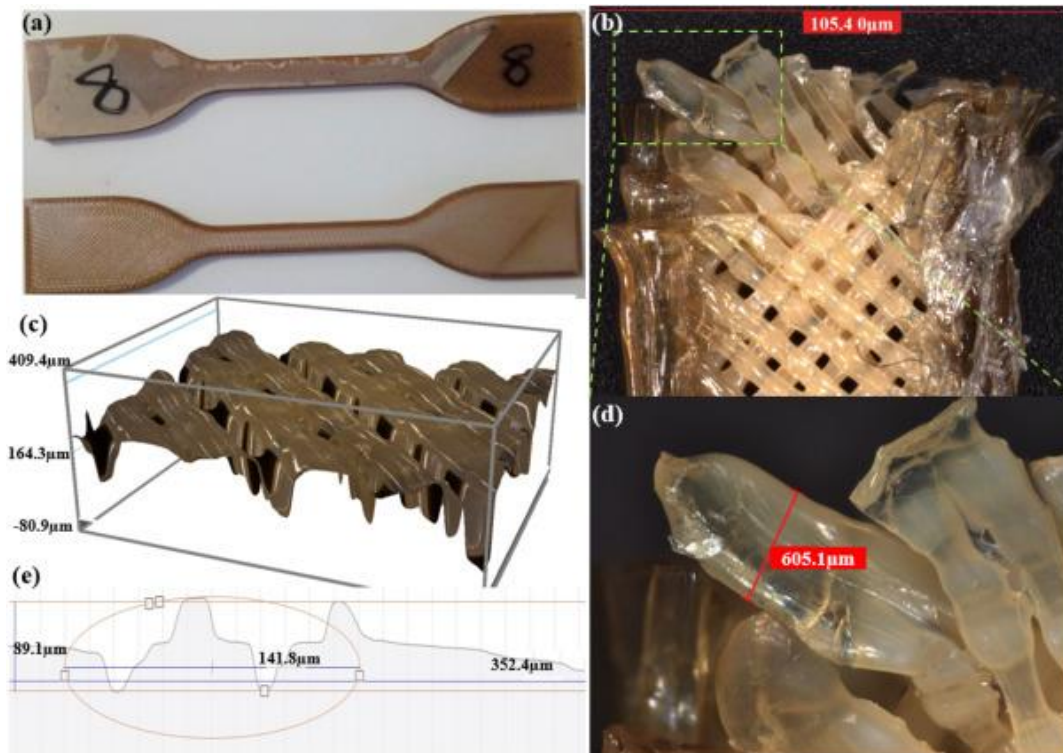 (a)
8
8
(b)
105.4 0µm
(c)
409.4µm
164.3µm
-80.9µm
(d)
605.1µm
(e)
89.1µm
141.8µm
352.4µm